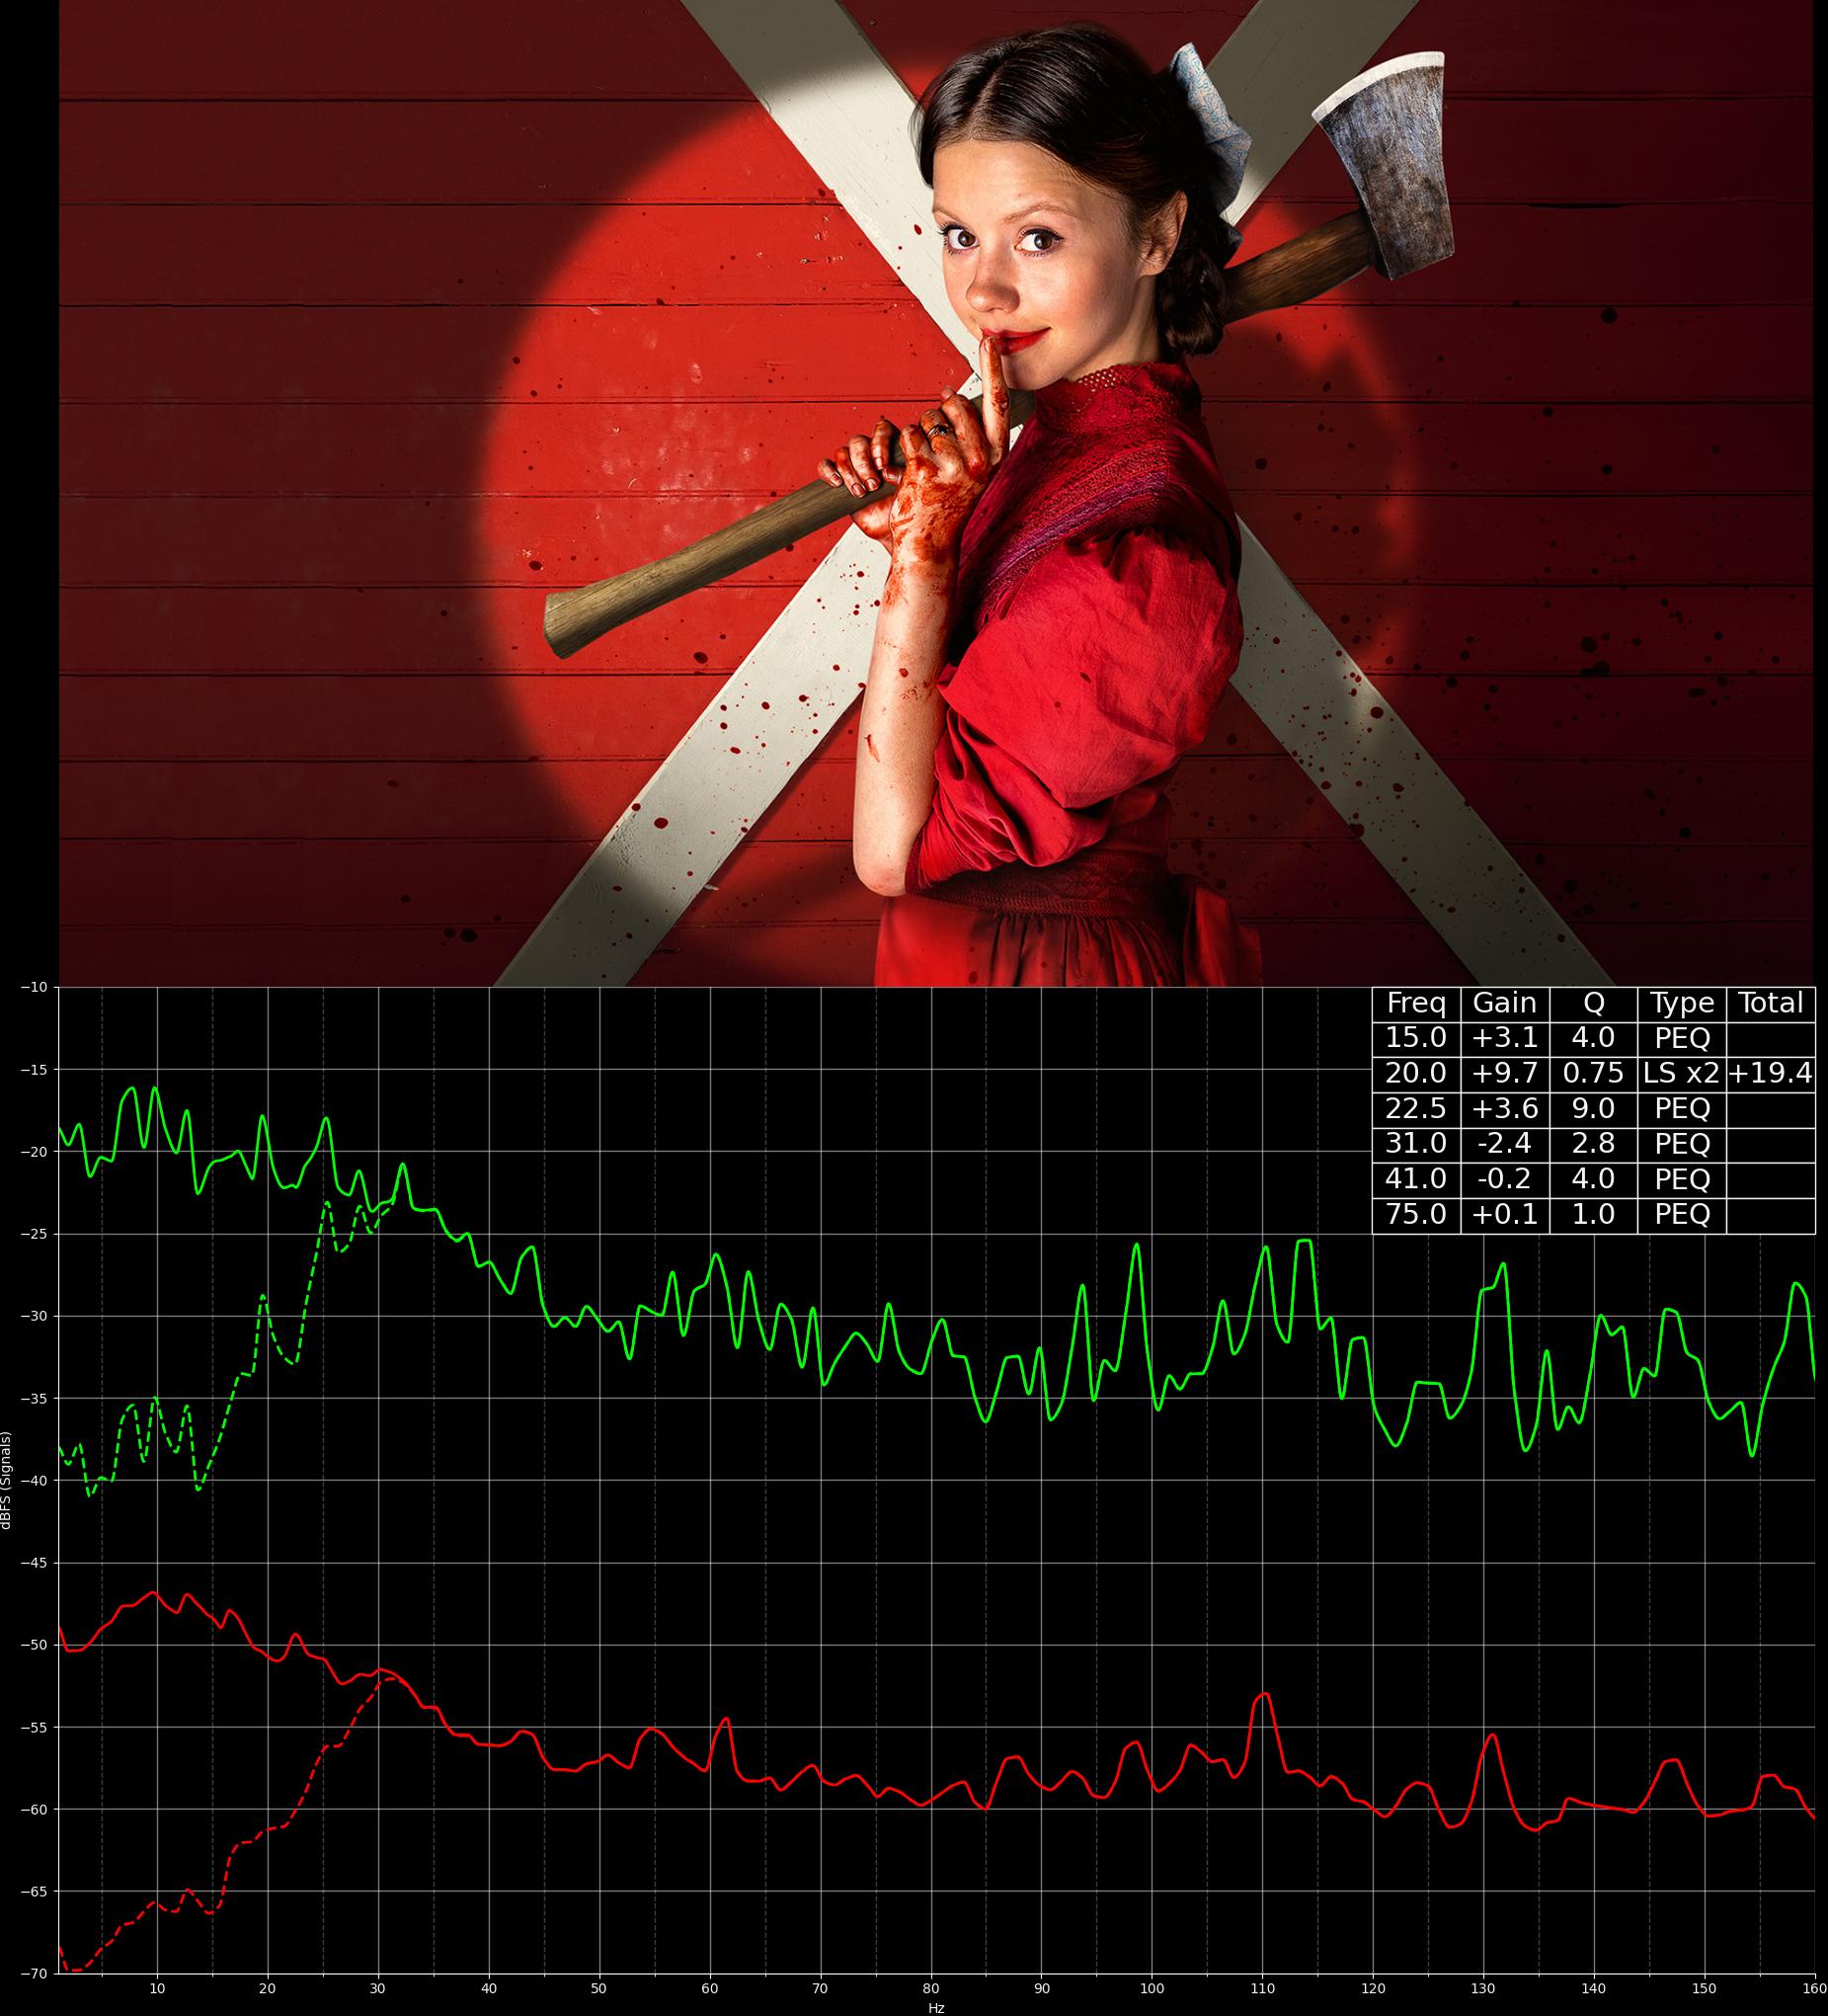 Freq Gain Q Type Total
15.0 +3.1 4.0 PEQ
20.0 +9.7 0.75 LS x2 +19.4
22.5 +3.6 9.0 PEQ
31.0 -2.4 2.8 PEQ
41.0 -0.2 4.0 PEQ
75.0 +0.1 1.0 PEQ
−10
−15
−20
−25
−30
−35
−40
−45
−50
−55
−60
−65
−70
dBFS (Signals)
10 20 30 40 50 60 70 80 90 100 110 120 130 140 150 160
Hz